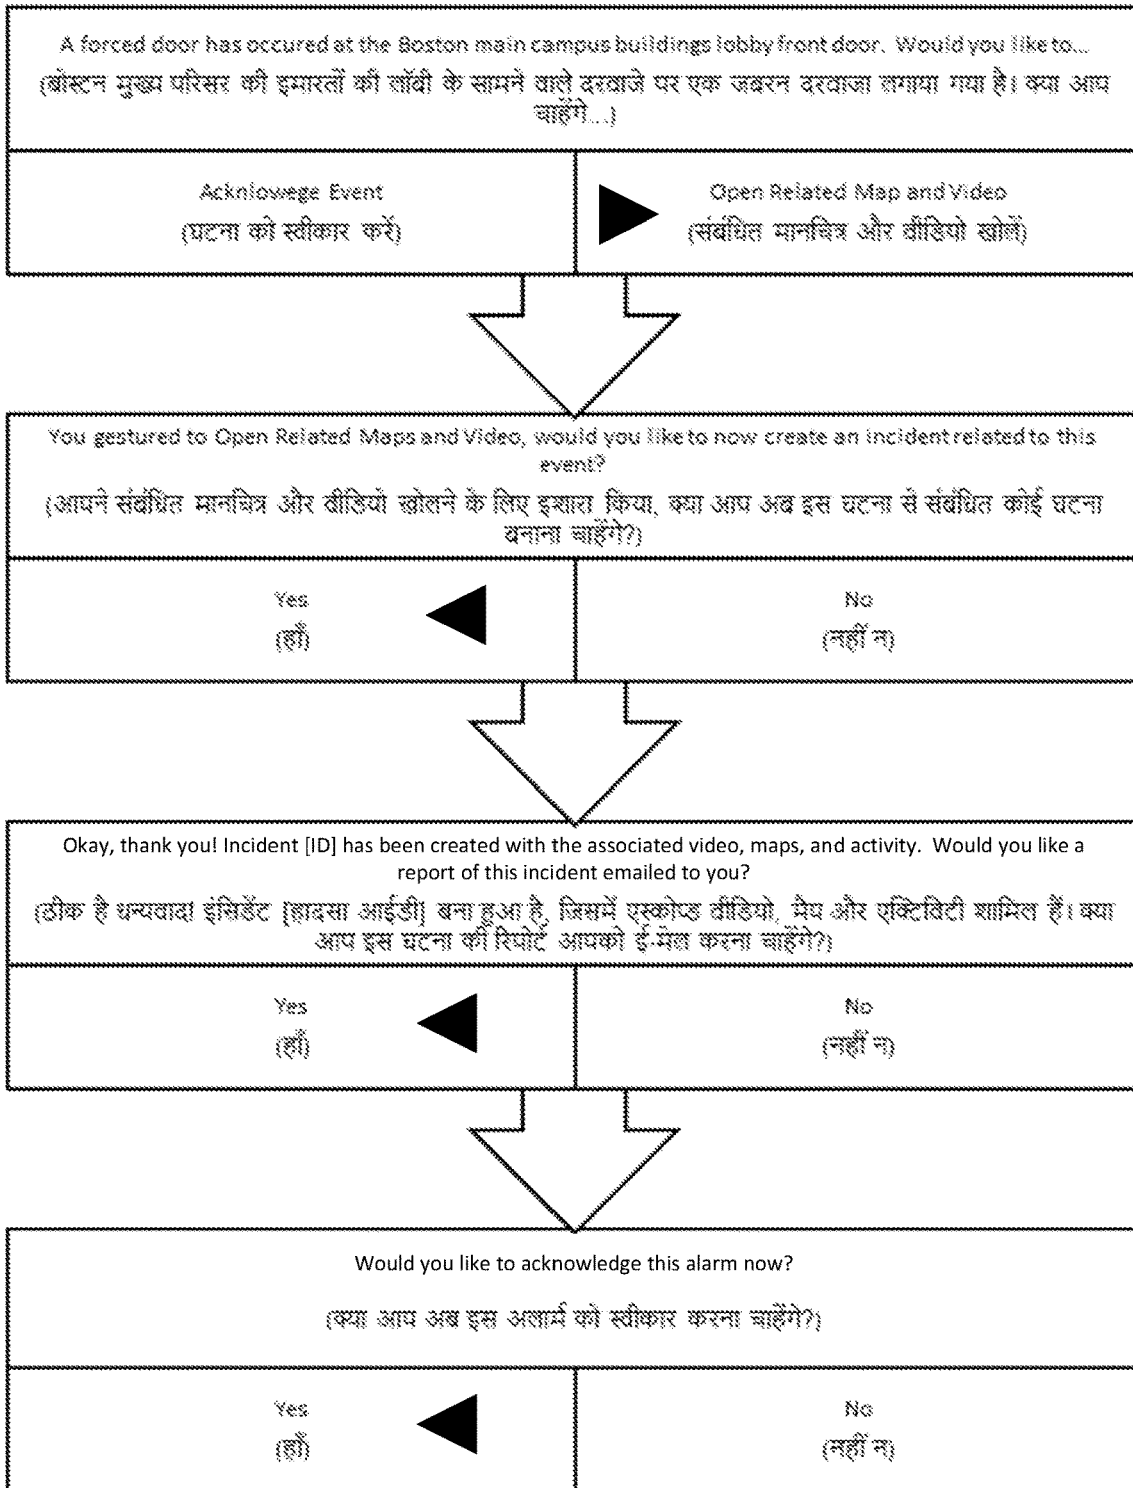 A forced door has occured at the Boston main campus buildings lobby front door. Would you like to...
(बोस्टन मुख्य परिसर की इमारतों की लॉबी के सामने वाले दरवाजे पर एक जबरन दरवाजा लगाया गया है। क्या आप
चाहेंगे...)
Acknlowege Event
(घटना को स्वीकार करें)
Open Related Map and Video
(संबंधित मानचित्र और वीडियो खोलें)
You gestured to Open Related Maps and Video, would you like to now create an incident related to this
event?
(आपने संबंधित मानचित्र और वीडियो खोलने के लिए इशारा किया, क्या आप अब इस घटना से संबंधित कोई घटना
बनाना चाहेंगे?)
Yes
(हाँ)
No
(नहीं न)
Okay, thank you! Incident [ID] has been created with the associated video, maps, and activity. Would you like a
report of this incident emailed to you?
(ठीक है धन्यवाद! इंसिडेंट [हादसा आईडी] बना हुआ है, जिसमें एस्कोप्ड वीडियो, मैप और एक्टिविटी शामिल हैं। क्या
आप इस घटना की रिपोर्ट आपको ई-मेल करना चाहेंगे?)
Yes
(हाँ)
No
(नहीं न)
Would you like to acknowledge this alarm now?
(क्या आप अब इस अलार्म को स्वीकार करना चाहेंगे?)
Yes
(हाँ)
No
(नहीं न)